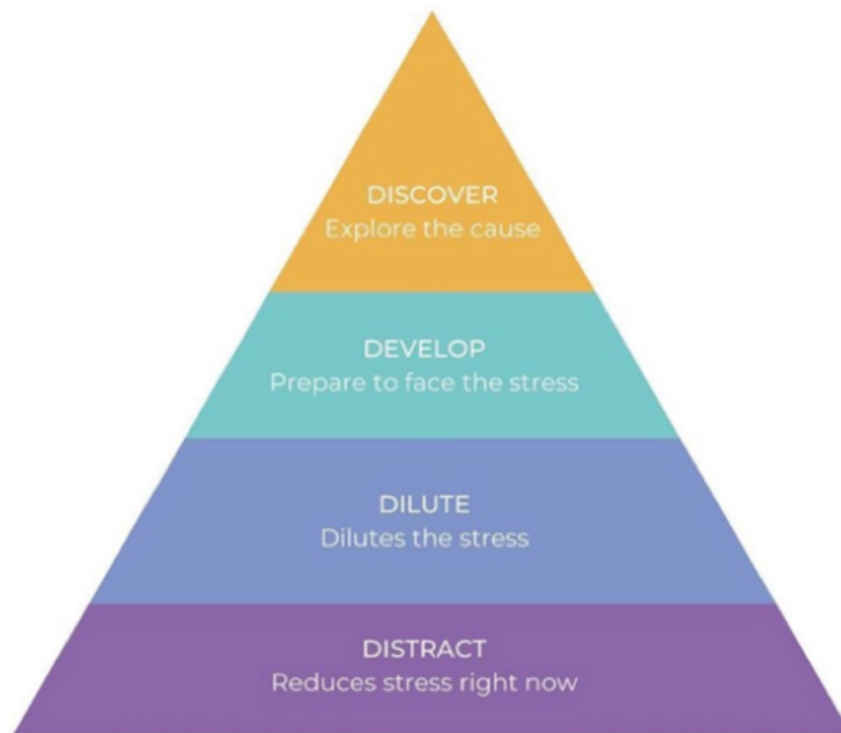 DISCOVER
Explore the cause
DEVELOP
Prepare to face the stress
DILUTE
Dilutes the stress
DISTRACT
Reduces stress right now